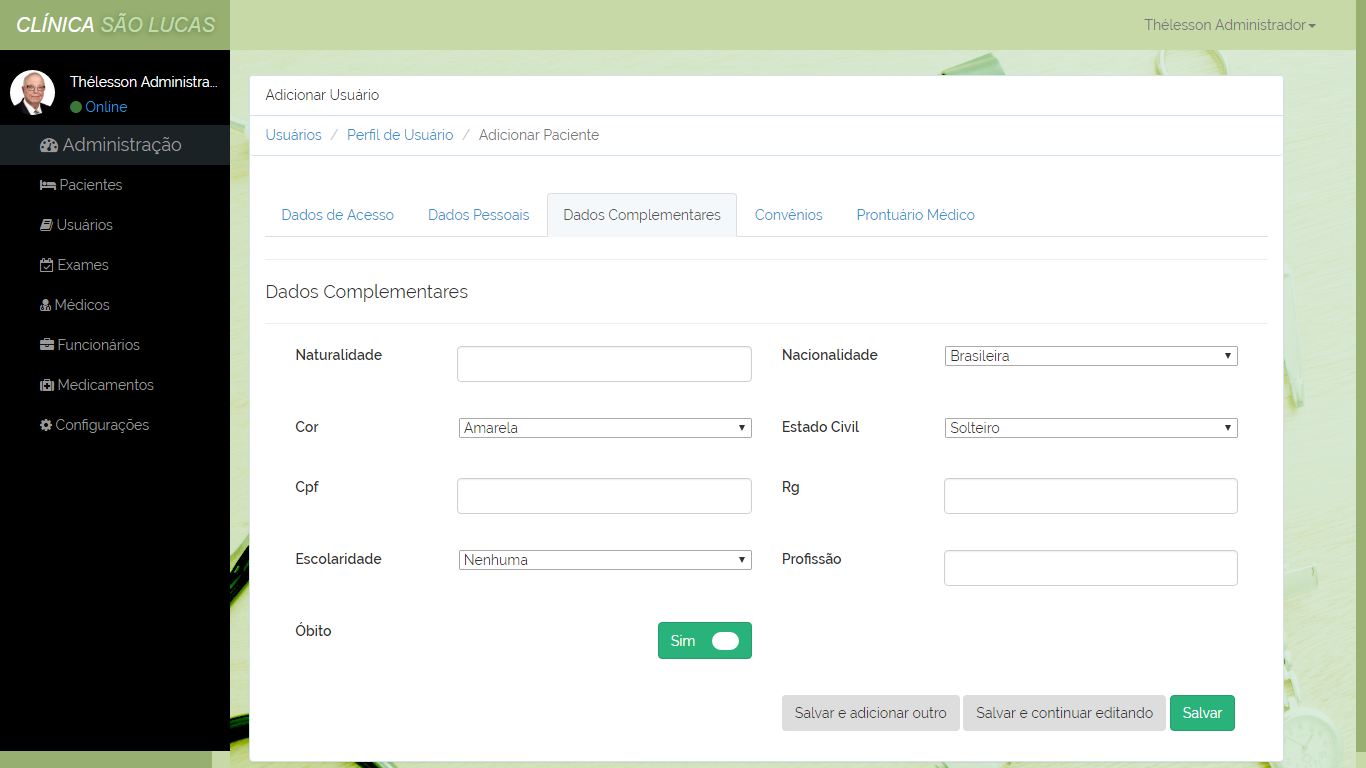 CLÍNICA SÃO LUCAS
Thélesson Administrador
Thélesson Administra...
Online
Administração
Pacientes
Usuários
Exames
Médicos
Funcionários
Medicamentos
Configurações
Adicionar Usuário
Usuários / Perfil de Usuário / Adicionar Paciente
Dados de Acesso Dados Pessoais Dados Complementares Convênios Prontuário Médico
Dados Complementares
Naturalidade Nacionalidade Brasileira
Cor Amarela Estado Civil Solteiro
Cpf Rg
Escolaridade Nenhuma Profissão
Óbito Sim
Salvar e adicionar outro Salvar e continuar editando Salvar